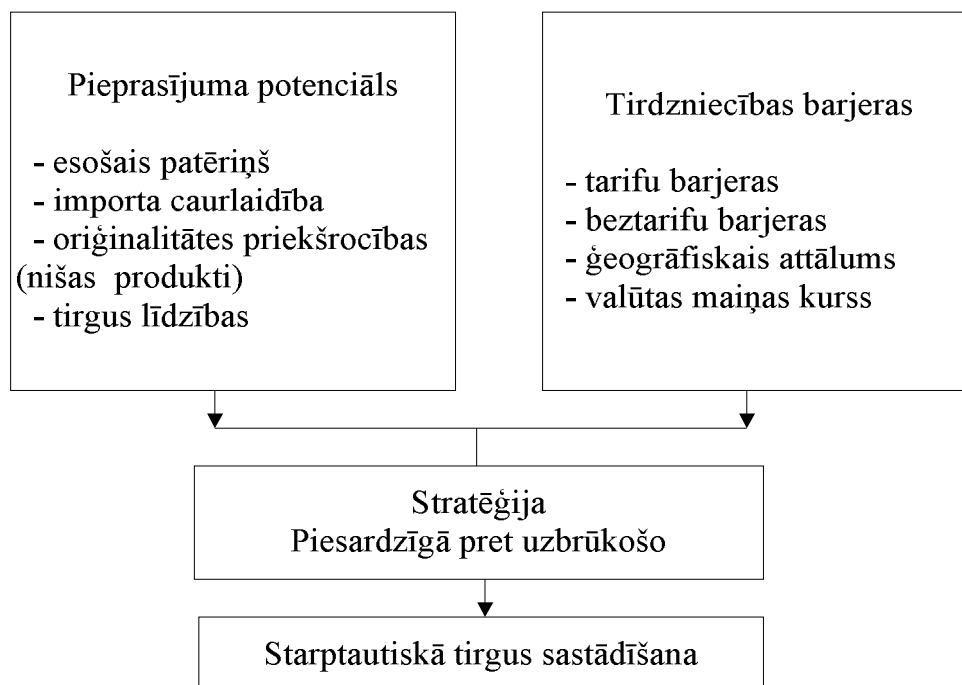 Pieprasījuma potenciāls
- esošais patēriņš
- importa caurlaidība
- oriģinalitātes priekšrocības
(nišas produkti)
- tirgus līdzības
Tirdzniecības barjeras
- tarifu barjeras
- beztarifu barjeras
- ģeogrāfiskais attālums
- valūtas maiņas kurss
Stratēģija
Piesardzīgā pret uzbrūkošo
Starptautiskā tirgus sastādīšana